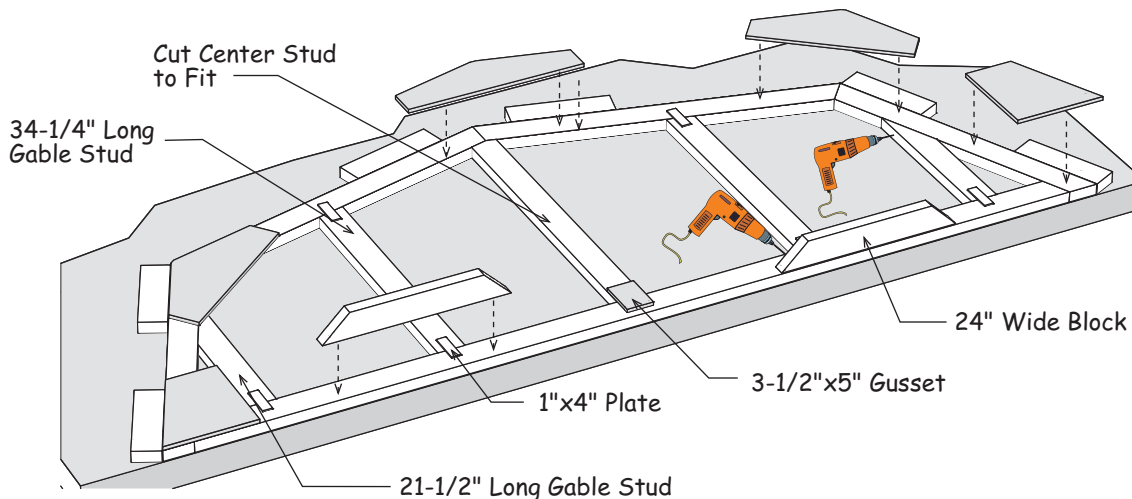 Cut Center Stud
to Fit
34-1/4" Long
Gable Stud
24" Wide Block
3-1/2"x5" Gusset
1"x4" Plate
21-1/2" Long Gable Stud